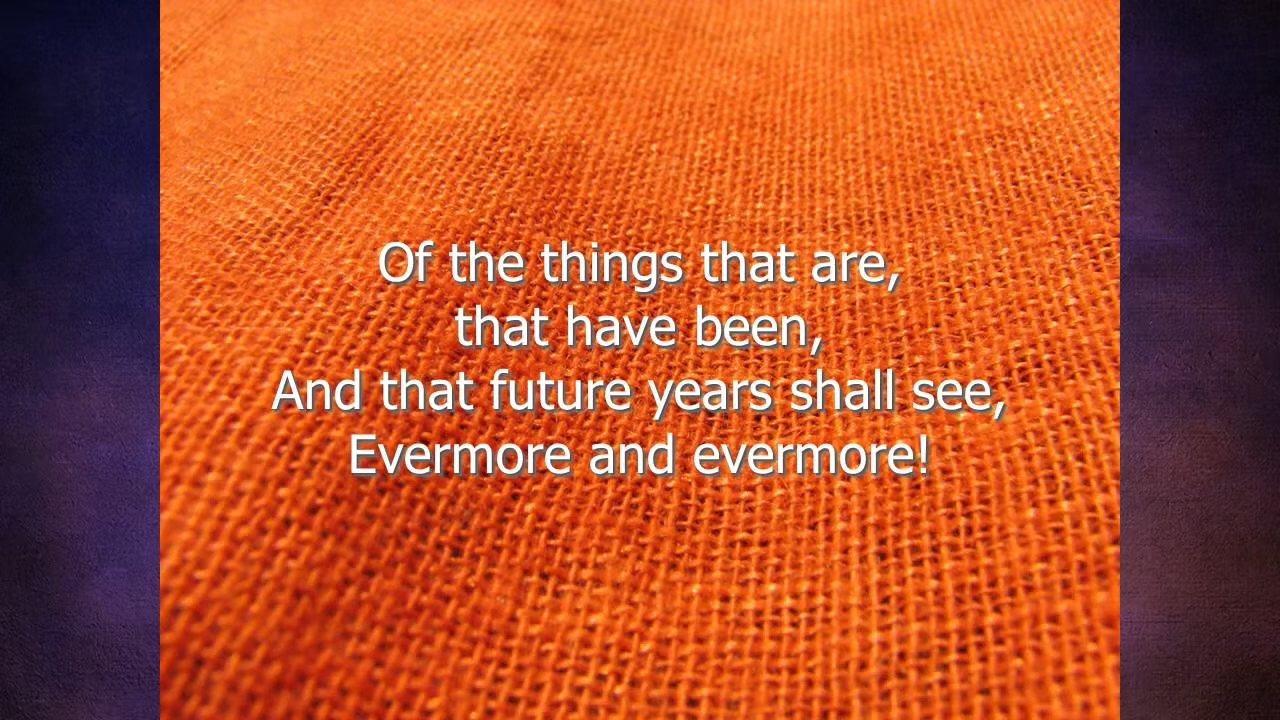 Of the things that are,
that have been,
And that future years shall see,
Evermore and evermore!